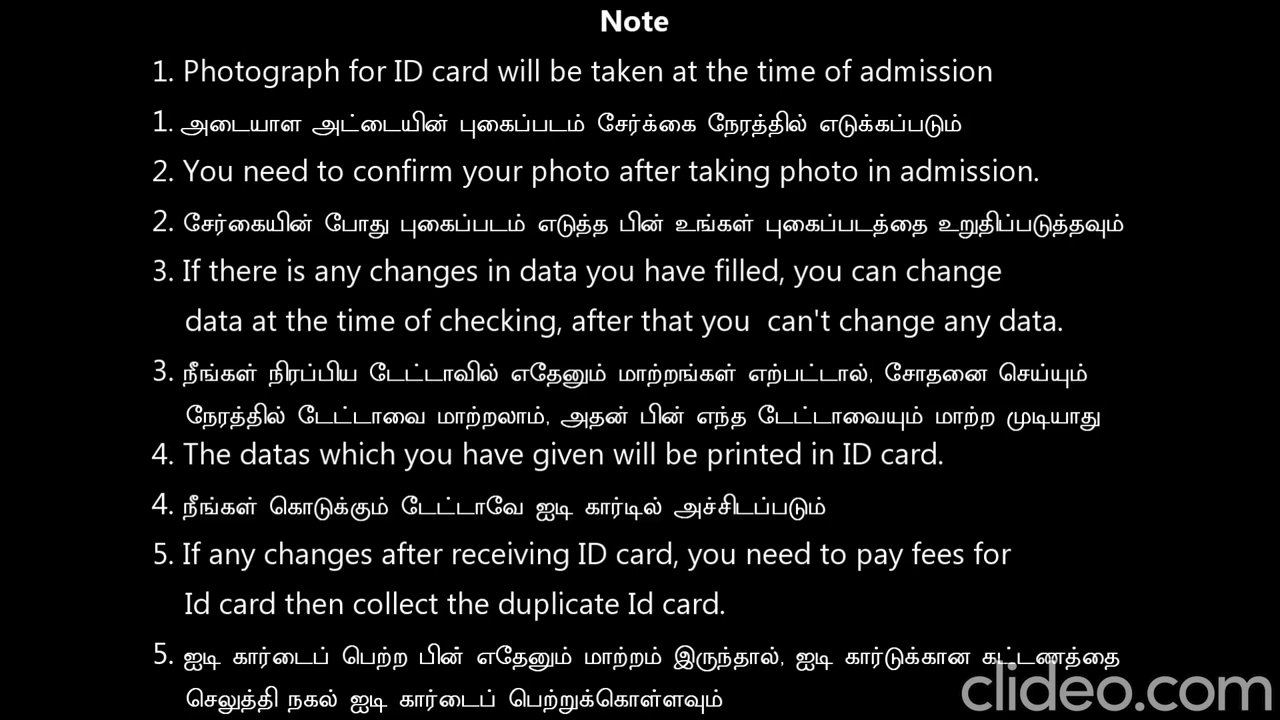 Note
1. Photograph for ID card will be taken at the time of admission
1. அடையாள அட்டையின் புகைப்படம் சேர்க்கை நேரத்தில் எடுக்கப்படும்
2. You need to confirm your photo after taking photo in admission.
2. சேர்கையின் போது புகைப்படம் எடுத்த பின் உங்கள் புகைப்படத்தை உறுதிப்படுத்தவும்
3. If there is any changes in data you have filled, you can change
data at the time of checking, after that you  can't change any data.
3. நீங்கள் நிரப்பிய டேட்டாவில் எதேனும் மாற்றங்கள் எற்பட்டால், சோதனை செய்யும்
நேரத்தில் டேட்டாவை மாற்றலாம், அதன் பின் எந்த டேட்டாவையும் மாற்ற முடியாது
4. The datas which you have given will be printed in ID card.
4. நீங்கள் கொடுக்கும் டேட்டாவே ஐடி கார்டில் அச்சிடப்படும்
5. If any changes after receiving ID card, you need to pay fees for
Id card then collect the duplicate Id card.
5. ஐடி கார்டைப் பெற்ற பின் எதேனும் மாற்றம் இருந்தால், ஐடி கார்டுக்கான கட்டணத்தை
செலுத்தி நகல் ஐடி கார்டைப் பெற்றுக்கொள்ளவும்
clideo.com